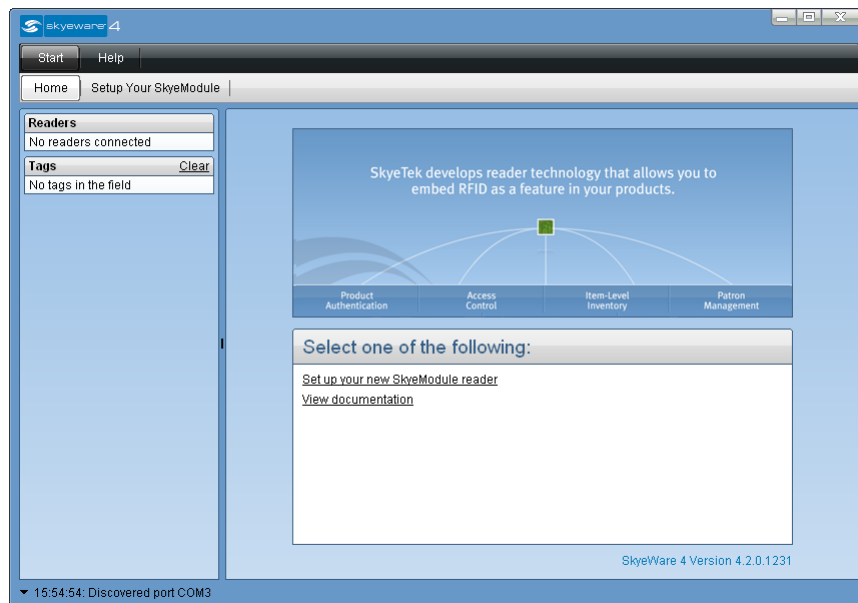 skyeware 4
Start Help
Home Setup Your SkyeModule
Readers
No readers connected
Tags Clear
No tags in the field
SkyeTek develops reader technology that allows you to
embed RFID as a feature in your products.
Product
Authentication
Access
Control
Item-Level
Inventory
Patron
Management
Select one of the following:
Set up your new SkyeModule reader
View documentation
SkyeWare 4 Version 4.2.0.1231
15:54:54: Discovered port COM3